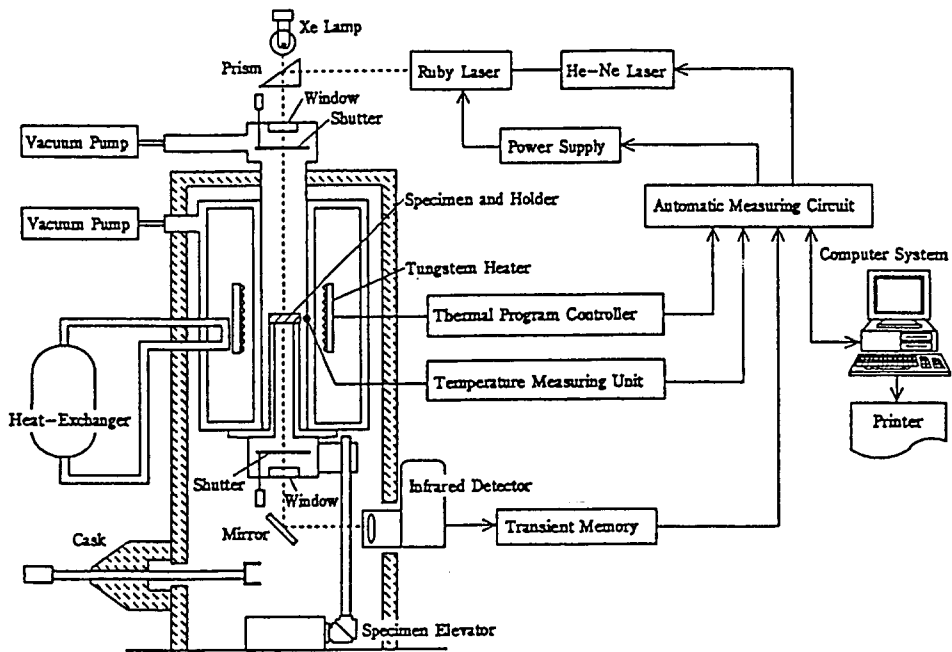 Xe Lamp
Prism
Ruby Laser
He-Ne Laser
Window
Shutter
Vacuum Pump
Power Supply
Specimen and Holder
Automatic Measuring Circuit
Vacuum Pump
Computer System
Tungstem Heater
Thermal Program Controller
Temperature Measuring Unit
Heat-Exchanger
Printer
Shutter
Window
Infrared Detector
Mirror
Transient Memory
Cask
Specimen Elevator